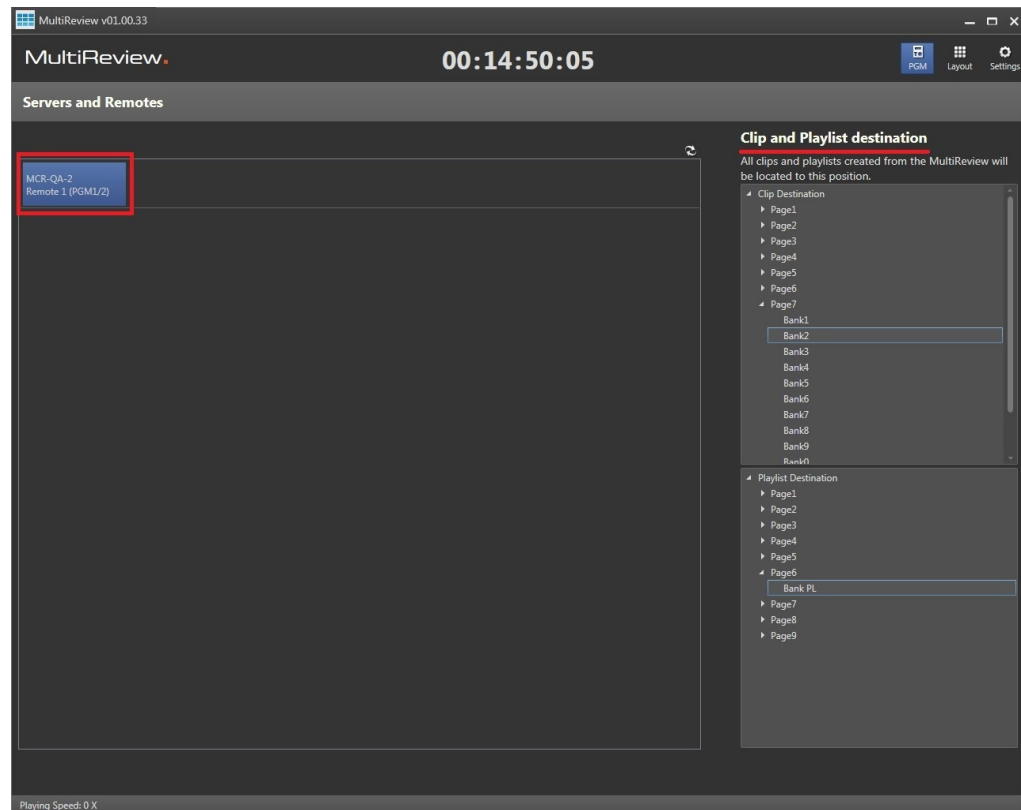 MultiReview v01.00.33
MultiReview.
00:14:50:05
PGM
Layout
Settings
Servers and Remotes
MCR-QA-2
Remote 1 (PGM1/2)
Clip and Playlist destination
All clips and playlists created from the MultiReview will
be located to this position.
Clip Destination
Page1
Page2
Page3
Page4
Page5
Page6
Page7
Bank1
Bank2
Bank3
Bank4
Bank5
Bank6
Bank7
Bank8
Bank9
Bank0
Playlist Destination
Page1
Page2
Page3
Page4
Page5
Page6
Bank PL
Page7
Page8
Page9
Playing Speed: 0 X